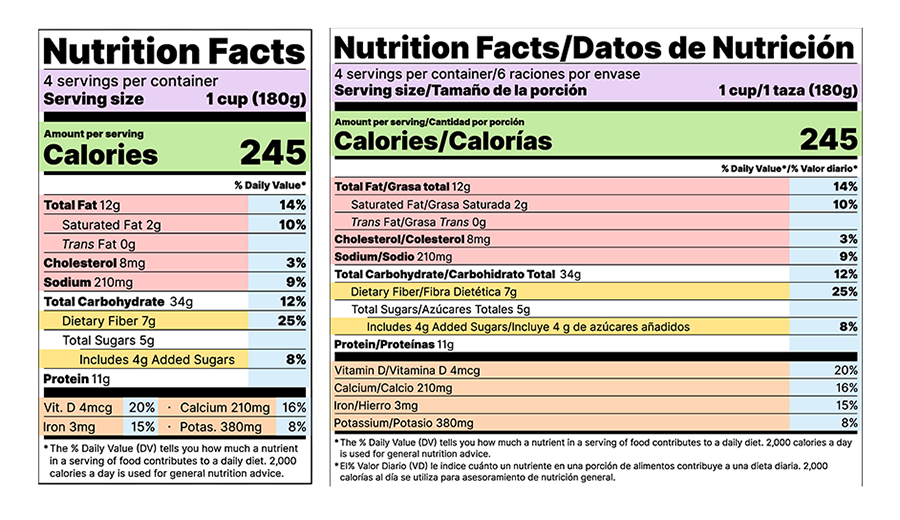 Nutrition Facts
4 servings per container
Serving size 1 cup (180g)
Amount per serving
Calories 245
% Daily Value*
Total Fat 12g 14%
Saturated Fat 2g 10%
Trans Fat 0g
Cholesterol 8mg 3%
Sodium 210mg 9%
Total Carbohydrate 34g 12%
Dietary Fiber 7g 25%
Total Sugars 5g
Includes 4g Added Sugars 8%
Protein 11g
Vit. D 4mcg 20% · Calcium 210mg 16%
Iron 3mg 15% · Potas. 380mg 8%
* The % Daily Value (DV) tells you how much a nutrient
in a serving of food contributes to a daily diet. 2,000
calories a day is used for general nutrition advice.
Nutrition Facts/Datos de Nutrición
4 servings per container/6 raciones por envase
Serving size/Tamaño de la porción 1 cup/1 taza (180g)
Amount per serving/Cantidad por porción
Calories/Calorías 245
% Daily Value*/% Valor diario*
Total Fat/Grasa total 12g 14%
Saturated Fat/Grasa Saturada 2g 10%
Trans Fat/Grasa Trans 0g
Cholesterol/Colesterol 8mg 3%
Sodium/Sodio 210mg 9%
Total Carbohydrate/Carbohidrato Total 34g 12%
Dietary Fiber/Fibra Dietética 7g 25%
Total Sugars/Azúcares Totales 5g
Includes 4g Added Sugars/Incluye 4 g de azúcares añadidos 8%
Protein/Proteínas 11g
Vitamin D/Vitamina D 4mcg 20%
Calcium/Calcio 210mg 16%
Iron/Hierro 3mg 15%
Potassium/Potasio 380mg 8%
* The % Daily Value (DV) tells you how much a nutrient in a serving of food contributes to a daily diet. 2,000 calories a day
is used for general nutrition advice.
* El% Valor Diario (VD) le indice cuánto un nutriente en una porción de alimentos contribuye a una dieta diaria. 2,000
calorías al día se utiliza para asesoramiento de nutrición general.